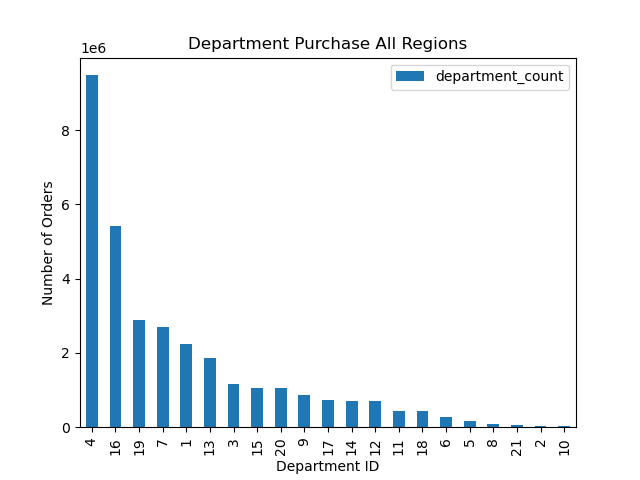 Department Purchase All Regions
1e6
department_count
8
6
4
2
0
Number of Orders
4 16 19 7 1 13 3 15 20 9 17 14 12 11 18 6 5 8 21 2 10
Department ID